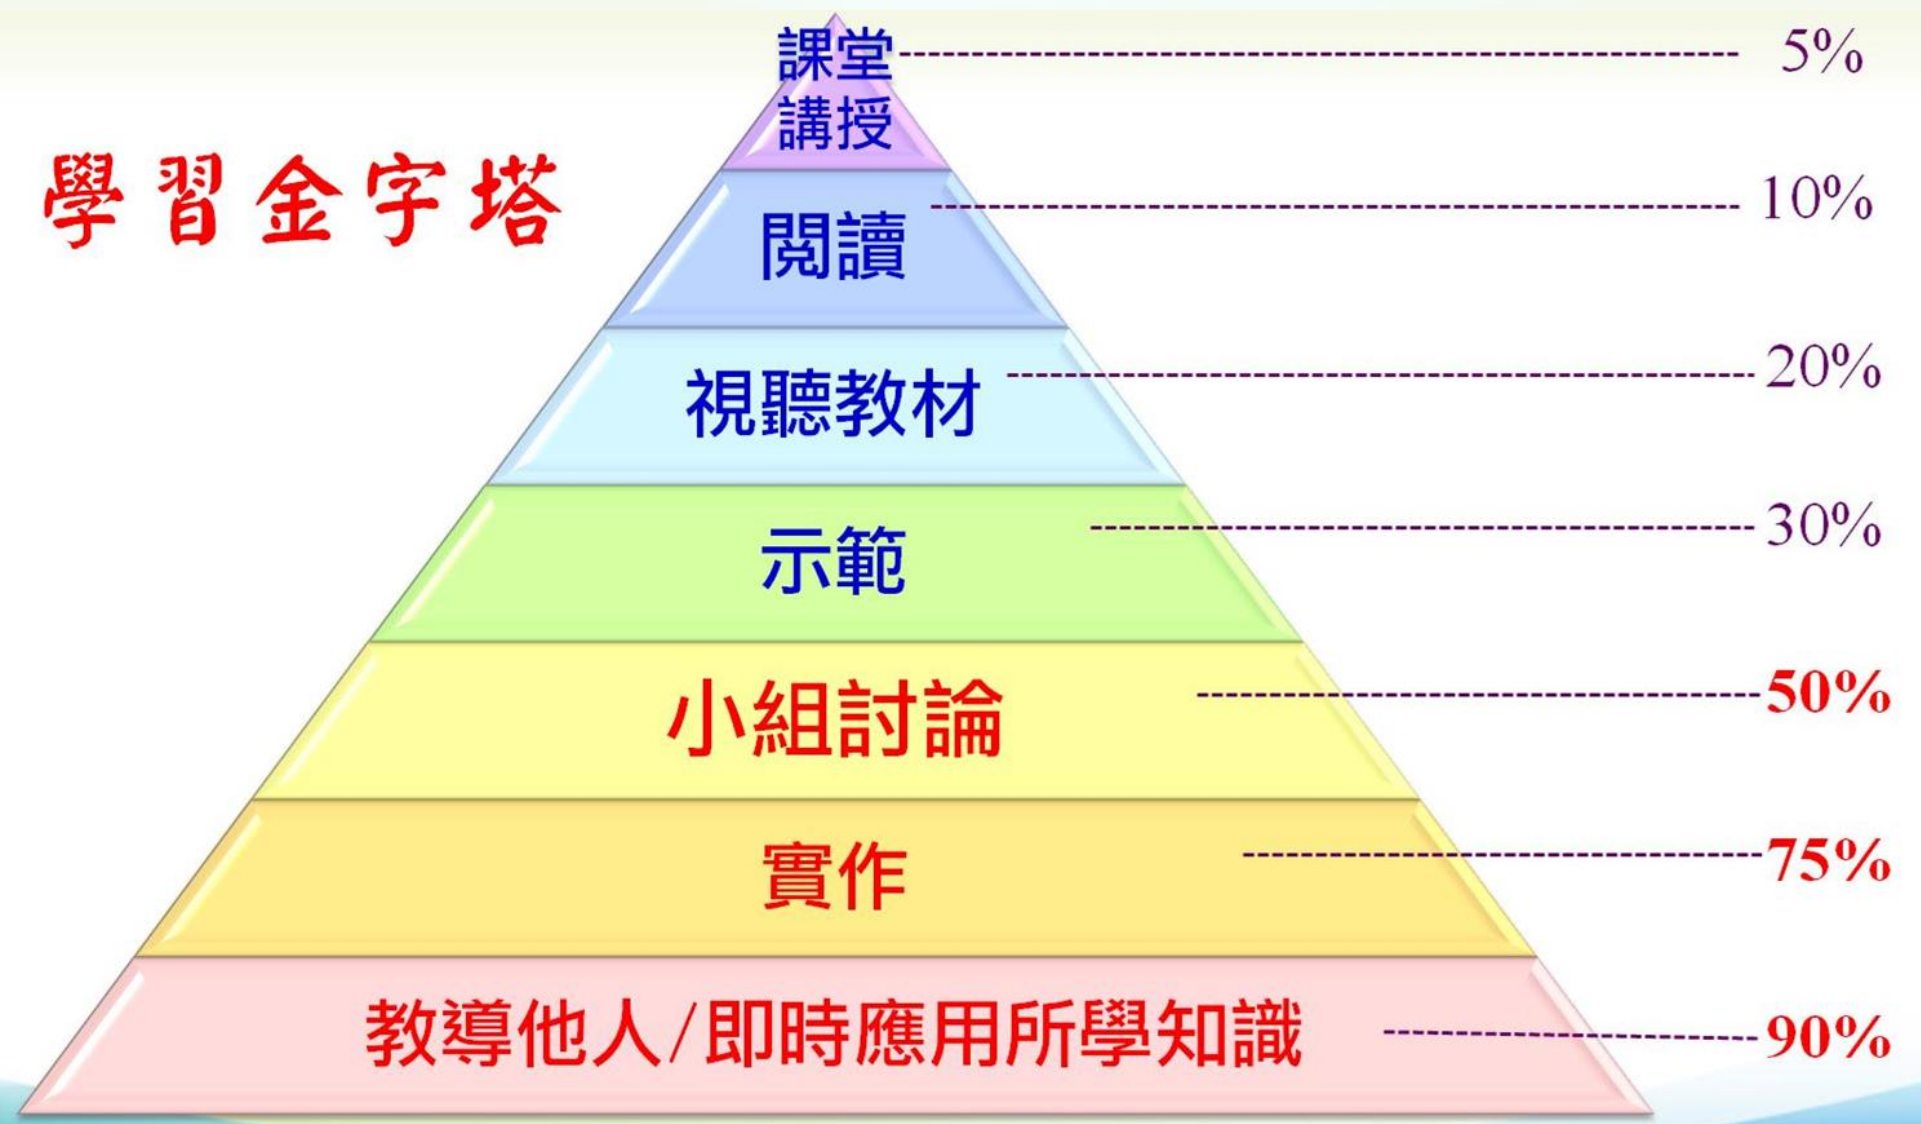 課堂
講授
5%
學習金字塔
閱讀
10%
視聽教材
20%
示範
30%
小組討論
50%
實作
75%
教導他人/即時應用所學知識
90%